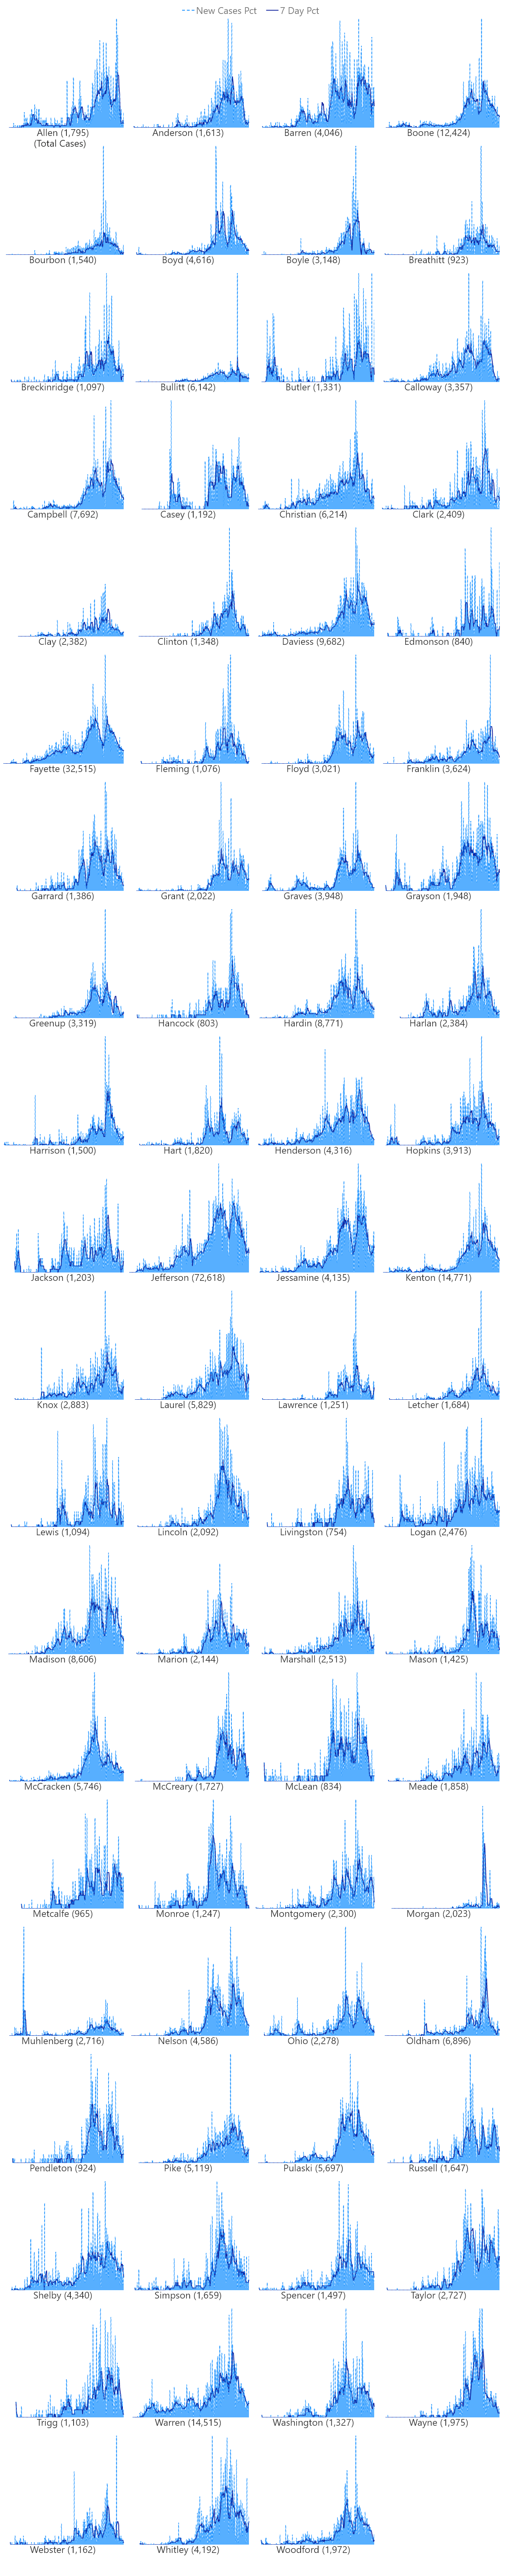 New Cases Pct 7 Day Pct
Allen (1,795) Anderson (1,613) Barren (4,046) Boone (12,424)
(Total Cases)
Bourbon (1,540) Boyd (4,616) Boyle (3,148) Breathitt (923)
Breckinridge (1,097) Bullitt (6,142) Butler (1,331) Calloway (3,357)
Campbell (7,692) Casey (1,192) Christian (6,214) Clark (2,409)
Clay (2,382) Clinton (1,348) Daviess (9,682) Edmonson (840)
Fayette (32,515) Fleming (1,076) Floyd (3,021) Franklin (3,624)
Garrard (1,386) Grant (2,022) Graves (3,948) Grayson (1,948)
Greenup (3,319) Hancock (803) Hardin (8,771) Harlan (2,384)
Harrison (1,500) Hart (1,820) Henderson (4,316) Hopkins (3,913)
Jackson (1,203) Jefferson (72,618) Jessamine (4,135) Kenton (14,771)
Knox (2,883) Laurel (5,829) Lawrence (1,251) Letcher (1,684)
Lewis (1,094) Lincoln (2,092) Livingston (754) Logan (2,476)
Madison (8,606) Marion (2,144) Marshall (2,513) Mason (1,425)
McCracken (5,746) McCreary (1,727) McLean (834) Meade (1,858)
Metcalfe (965) Monroe (1,247) Montgomery (2,300) Morgan (2,023)
Muhlenberg (2,716) Nelson (4,586) Ohio (2,278) Oldham (6,896)
Pendleton (924) Pike (5,119) Pulaski (5,697) Russell (1,647)
Shelby (4,340) Simpson (1,659) Spencer (1,497) Taylor (2,727)
Trigg (1,103) Warren (14,515) Washington (1,327) Wayne (1,975)
Webster (1,162) Whitley (4,192) Woodford (1,972)